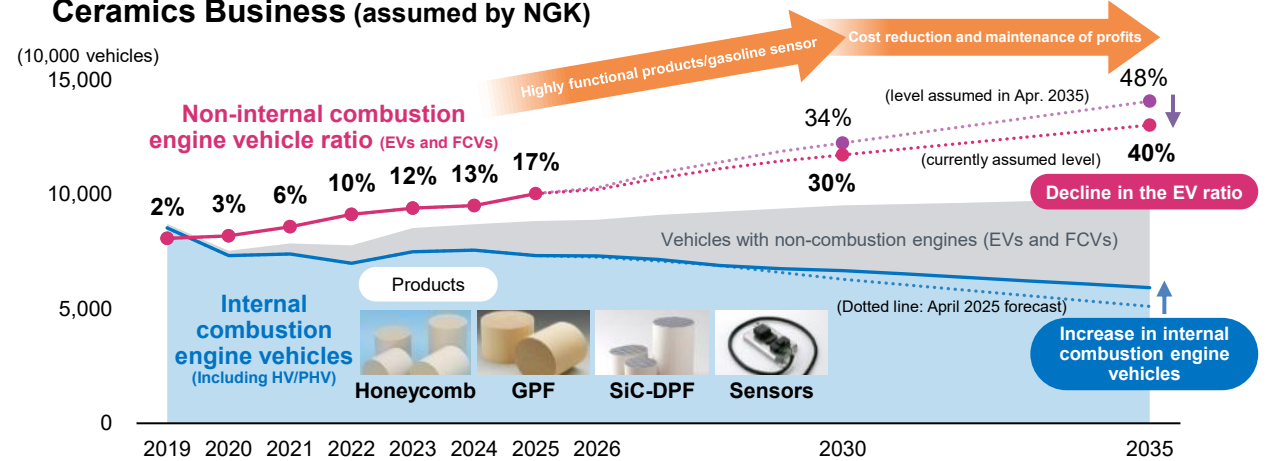 Ceramics Business (assumed by NGK)
(10,000 vehicles)
15,000
10,000
5,000
0
Highly functional products/gasoline sensor
Cost reduction and maintenance of profits
Non-internal combustion
engine vehicle ratio (EVs and FCVs)
2%
3%
6%
10%
12%
13%
17%
34%
30%
48%
40%
(level assumed in Apr. 2035)
(currently assumed level)
Decline in the EV ratio
Vehicles with non-combustion engines (EVs and FCVs)
Products
(Dotted line: April 2025 forecast)
Internal
combustion
engine vehicles
(Including HV/PHV)
Honeycomb
GPF
SiC-DPF
Sensors
Increase in internal
combustion engine
vehicles
2019
2020
2021
2022
2023
2024
2025
2026
2030
2035